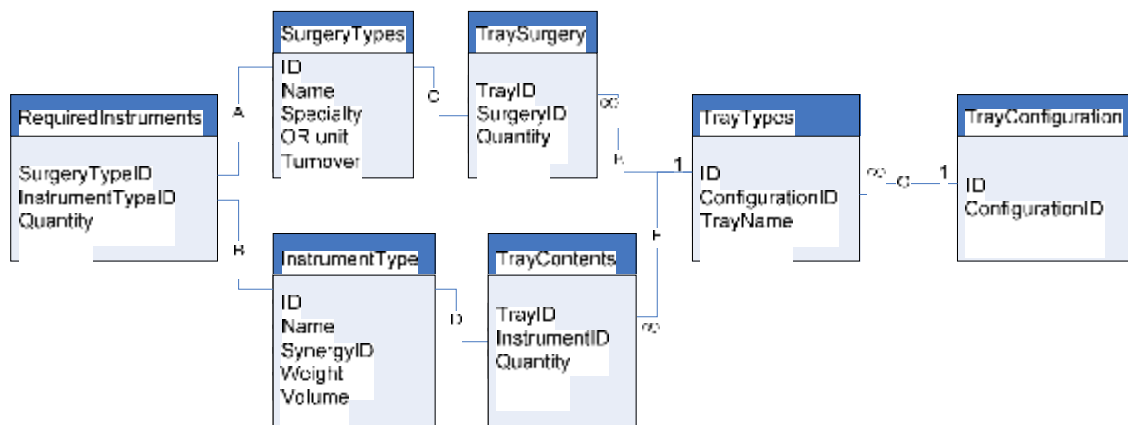 RequiredInstruments
SurgeryTypeID
InstrumentTypeID
Quantity
A
B
SurgeryTypes
ID
Name
Specialty
OR unit
Turnover
C
TraySurgery
TrayID
SurgeryID
Quantity
∞
E
1
InstrumentType
ID
Name
SynergyID
Weight
Volume
D
TrayContents
TrayID
InstrumentID
Quantity
∞
F
TrayTypes
ID
ConfigurationID
TrayName
∞
G
1
TrayConfiguration
ID
ConfigurationID